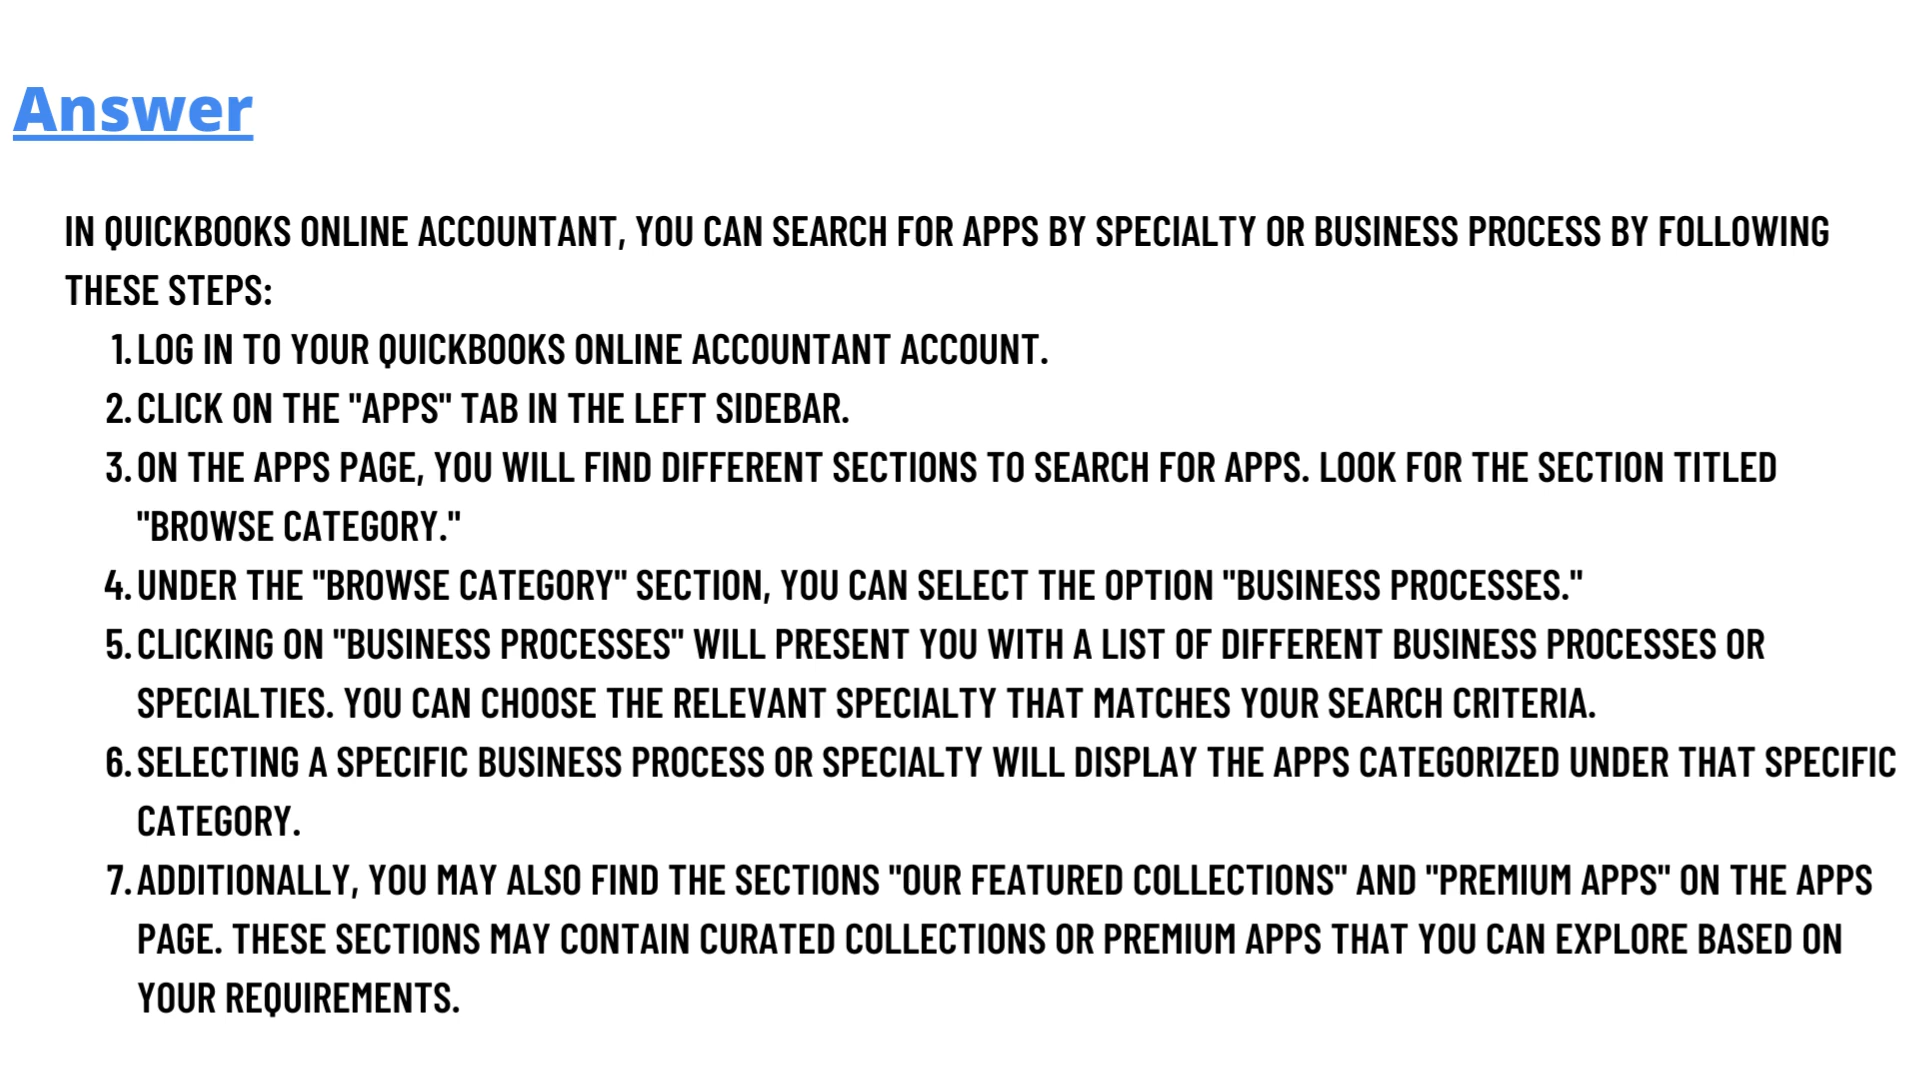 Answer
IN QUICKBOOKS ONLINE ACCOUNTANT, YOU CAN SEARCH FOR APPS BY SPECIALTY OR BUSINESS PROCESS BY FOLLOWING
THESE STEPS:
1. LOG IN TO YOUR QUICKBOOKS ONLINE ACCOUNTANT ACCOUNT.
2. CLICK ON THE "APPS" TAB IN THE LEFT SIDEBAR.
3. ON THE APPS PAGE, YOU WILL FIND DIFFERENT SECTIONS TO SEARCH FOR APPS. LOOK FOR THE SECTION TITLED
"BROWSE CATEGORY."
4. UNDER THE "BROWSE CATEGORY" SECTION, YOU CAN SELECT THE OPTION "BUSINESS PROCESSES."
5. CLICKING ON "BUSINESS PROCESSES" WILL PRESENT YOU WITH A LIST OF DIFFERENT BUSINESS PROCESSES OR
SPECIALTIES. YOU CAN CHOOSE THE RELEVANT SPECIALTY THAT MATCHES YOUR SEARCH CRITERIA.
6. SELECTING A SPECIFIC BUSINESS PROCESS OR SPECIALTY WILL DISPLAY THE APPS CATEGORIZED UNDER THAT SPECIFIC
CATEGORY.
7. ADDITIONALLY, YOU MAY ALSO FIND THE SECTIONS "OUR FEATURED COLLECTIONS" AND "PREMIUM APPS" ON THE APPS
PAGE. THESE SECTIONS MAY CONTAIN CURATED COLLECTIONS OR PREMIUM APPS THAT YOU CAN EXPLORE BASED ON
YOUR REQUIREMENTS.